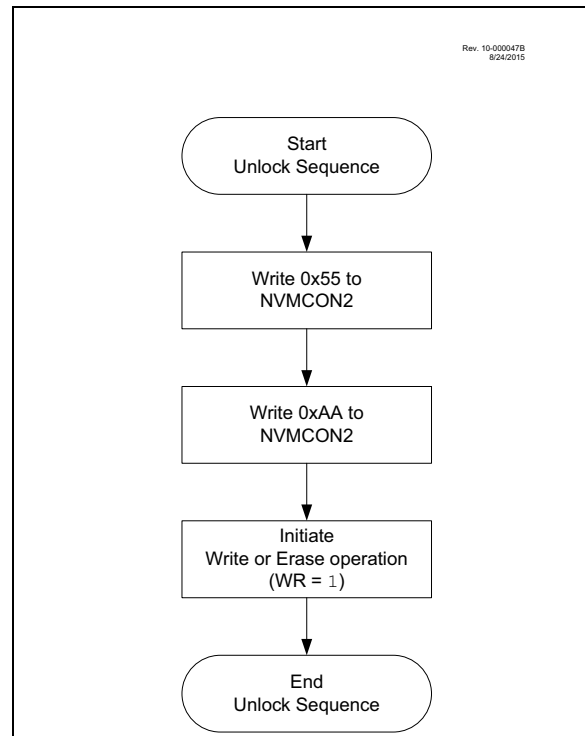 Rev. 10-000047B
8/24/2015
Start
Unlock Sequence
Write 0x55 to
NVMCON2
Write 0xAA to
NVMCON2
Initiate
Write or Erase operation
(WR = 1)
End
Unlock Sequence